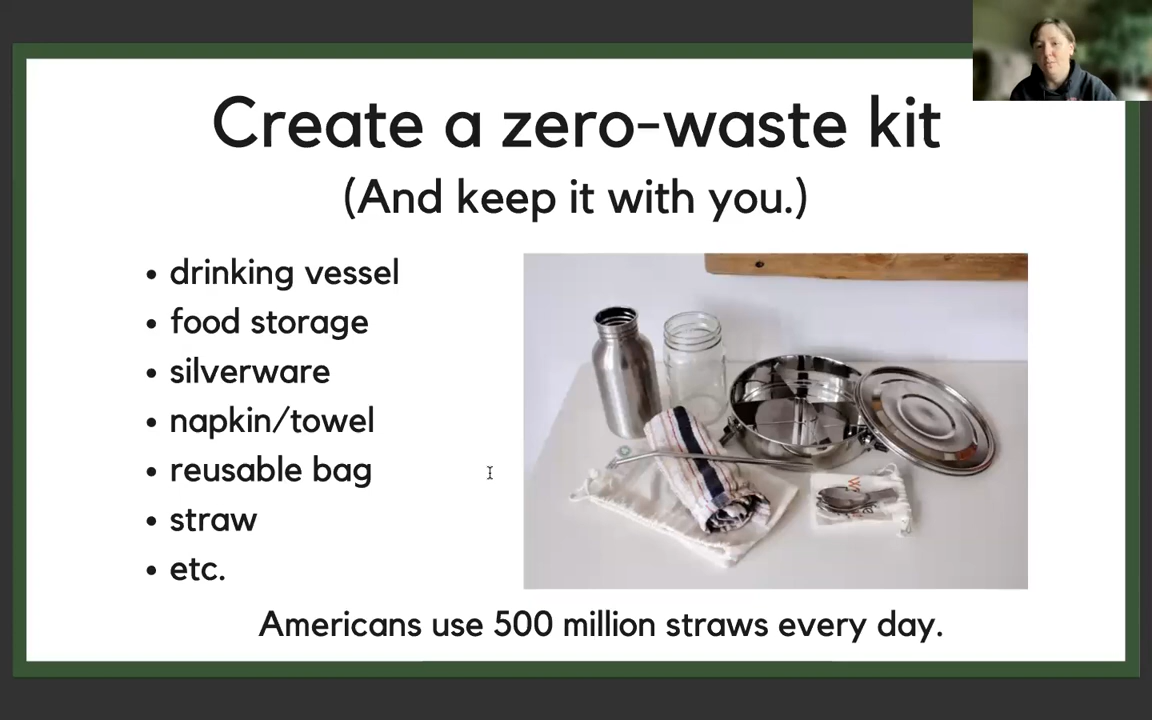 Create a zero-waste kit
(And keep it with you.)
• drinking vessel
• food storage
• silverware
• napkin/towel
• reusable bag
• straw
• etc.
Americans use 500 million straws every day.